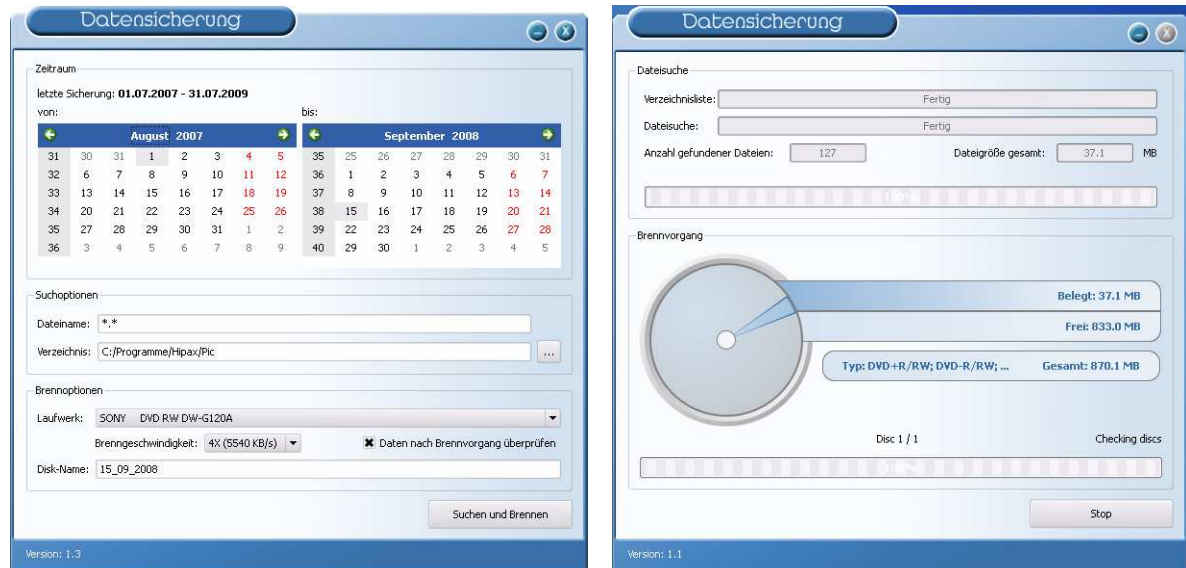 Datensicherung
Zeitraum
letzte Sicherung: 01.07.2007 - 31.07.2009
von: bis:
August 2007 September 2008
31 30 31 1 2 3 4 5 35 25 26 27 28 29 30 31
32 6 7 8 9 10 11 12 36 1 2 3 4 5 6 7
33 13 14 15 16 17 18 19 37 8 9 10 11 12 13 14
34 20 21 22 23 24 25 26 38 15 16 17 18 19 20 21
35 27 28 29 30 31 1 2 39 22 23 24 25 26 27 28
36 3 4 5 6 7 8 9 40 29 30 1 2 3 4 5
Suchoptionen
Dateiname: *.*
Verzeichnis: C:/Programme/Hipax/Pic ...
Brennoptionen
Laufwerk: SONY DVD RW DW-G120A
Brenngeschwindigkeit: 4X (5540 KB/s) Daten nach Brennvorgang überprüfen
Disk-Name: 15_09_2008
Suchen und Brennen
Version: 1.3
Datensicherung
Dateisuche
Verzeichnisliste: Fertig
Dateisuche: Fertig
Anzahl gefundener Dateien: 127 Dateigröße gesamt: 37.1 MB
100%
Brennvorgang
Belegt: 37.1 MB
Frei: 833.0 MB
Typ: DVD+R/RW; DVD-R/RW; ... Gesamt: 870.1 MB
Disc 1 / 1 Checking discs
100%
Stop
Version: 1.1